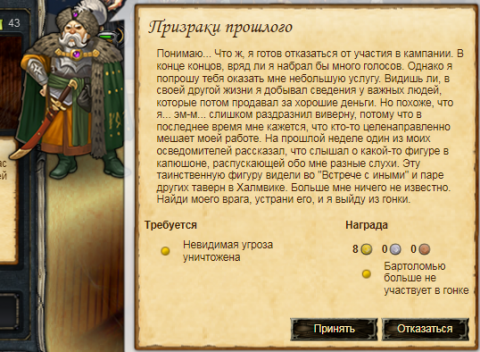 43
Призраки прошлого
Понимаю... Что ж, я готов отказаться от участия в кампании. В
конце концов, вряд ли я набрал бы много голосов. Однако я
попрошу тебя оказать мне небольшую услугу. Видишь ли, в
своей другой жизни я добывал сведения у важных людей,
которые потом продавал за хорошие деньги. Но похоже, что
я... эм-м... слишком раздразнил виверну, потому что в
последнее время мне кажется, что кто-то целенаправленно
мешает моей работе. На прошлой неделе один из моих
осведомителей рассказал, что слышал о какой-то фигуре в
капюшоне, распускающей обо мне разные слухи. Эту
таинственную фигуру видели во "Встрече с иными" и паре
других таверн в Халмвике. Больше мне ничего не известно.
Найди моего врага, устрани его, и я выйду из гонки.
Требуется
Награда
Невидимая угроза
уничтожена
8 0 0
Бартоломью
больше не
участвует в гонке
Принять
Отказаться